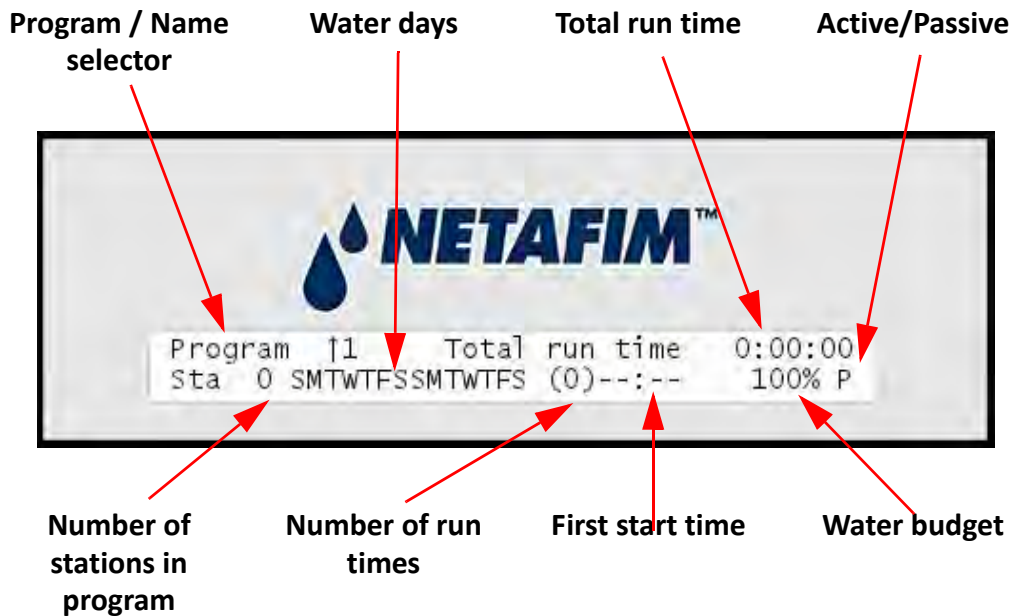 Program / Name
selector
Water days
Total run time
Active/Passive
NETAFIM™
Program ↑1 Total run time 0:00:00
Sta 0 SMTWTFSSMTWTFS (0)--:-- 100% P
Number of
stations in
program
Number of run
times
First start time
Water budget